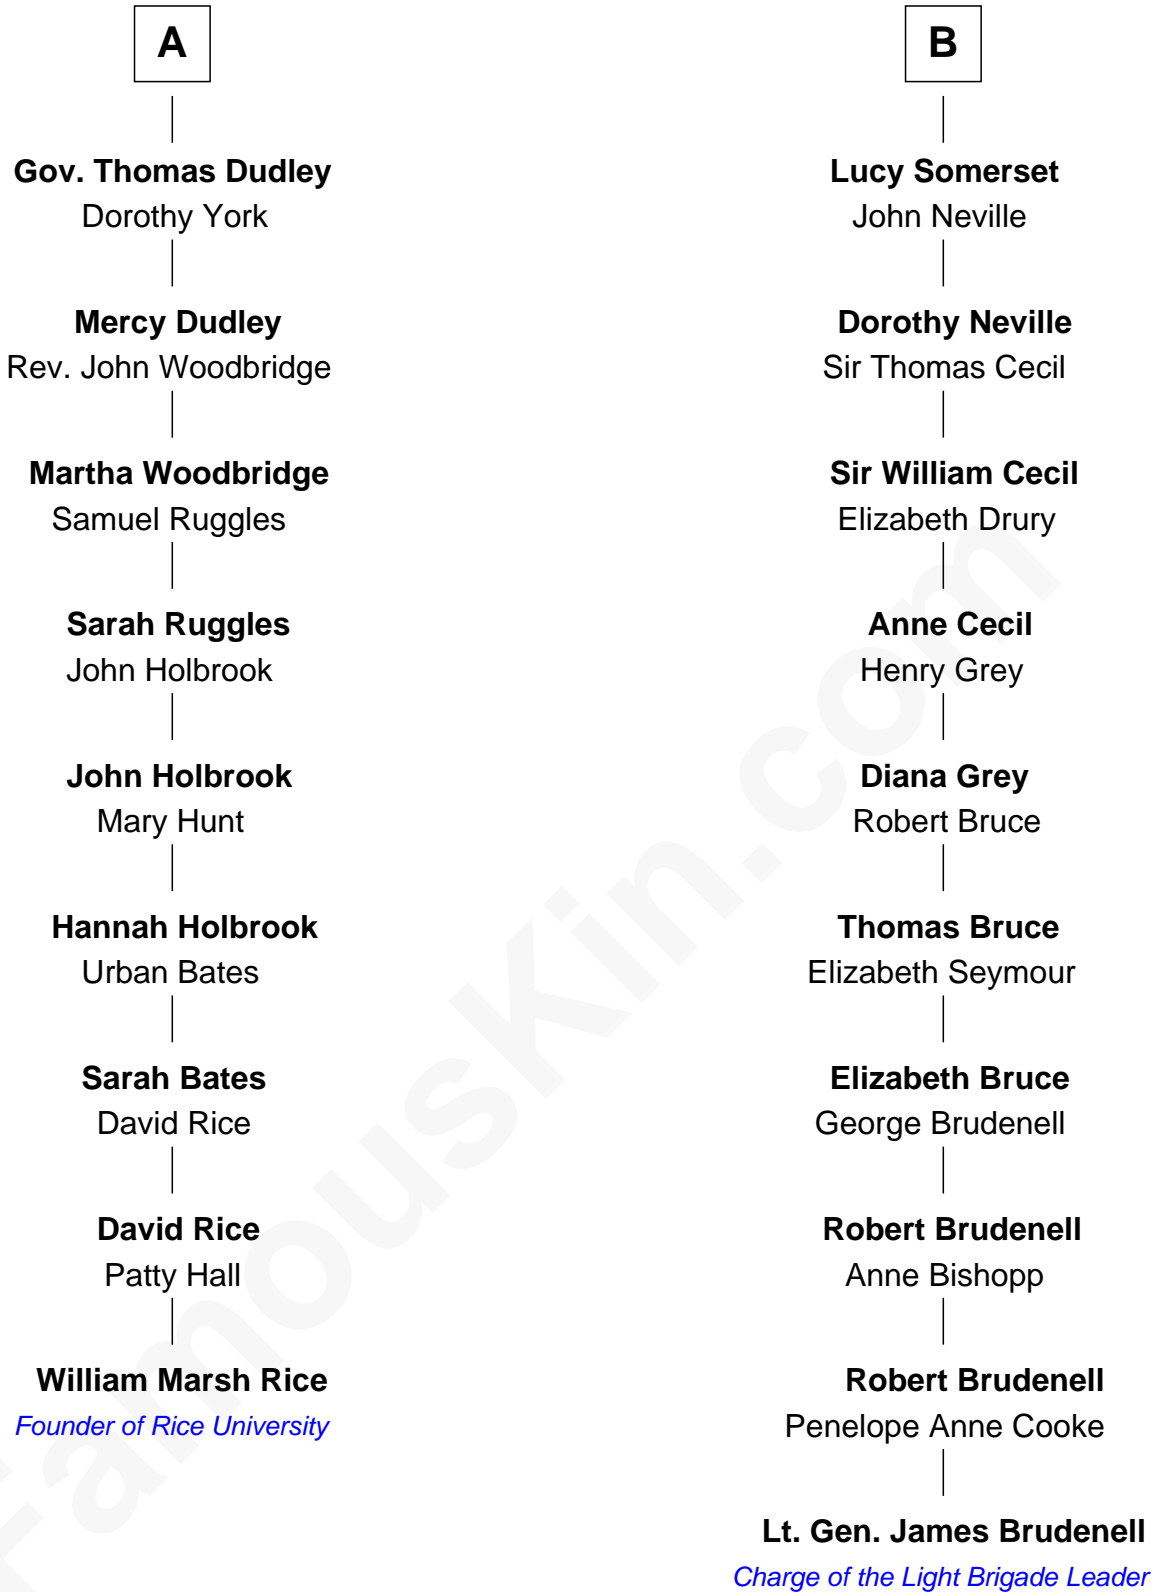 A
Gov. Thomas Dudley
Dorothy York
Mercy Dudley
Rev. John Woodbridge
Martha Woodbridge
Samuel Ruggles
Sarah Ruggles
John Holbrook
John Holbrook
Mary Hunt
Hannah Holbrook
Urban Bates
Sarah Bates
David Rice
David Rice
Patty Hall
William Marsh Rice
Founder of Rice University
B
Lucy Somerset
John Neville
Dorothy Neville
Sir Thomas Cecil
Sir William Cecil
Elizabeth Drury
Anne Cecil
Henry Grey
Diana Grey
Robert Bruce
Thomas Bruce
Elizabeth Seymour
Elizabeth Bruce
George Brudenell
Robert Brudenell
Anne Bishopp
Robert Brudenell
Penelope Anne Cooke
Lt. Gen. James Brudenell
Charge of the Light Brigade Leader
FamousKin.com